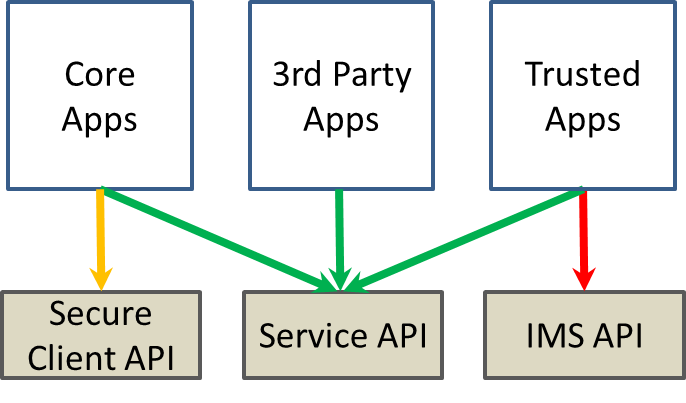 Core
Apps
3rd Party
Apps
Trusted
Apps
Secure
Client API
Service API
IMS API